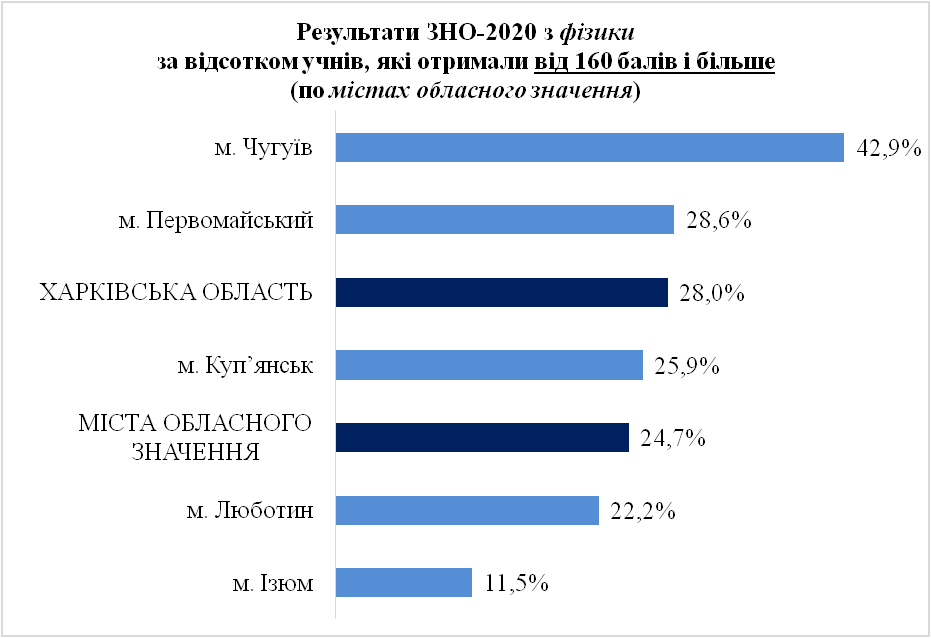 Результати ЗНО-2020 з фізики
за відсотком учнів, які отримали від 160 балів і більше
(по містах обласного значення)
м. Чугуїв 42,9%
м. Первомайський 28,6%
ХАРКІВСЬКА ОБЛАСТЬ 28,0%
м. Куп’янськ 25,9%
МІСТА ОБЛАСНОГО
ЗНАЧЕННЯ 24,7%
м. Люботин 22,2%
м. Ізюм 11,5%